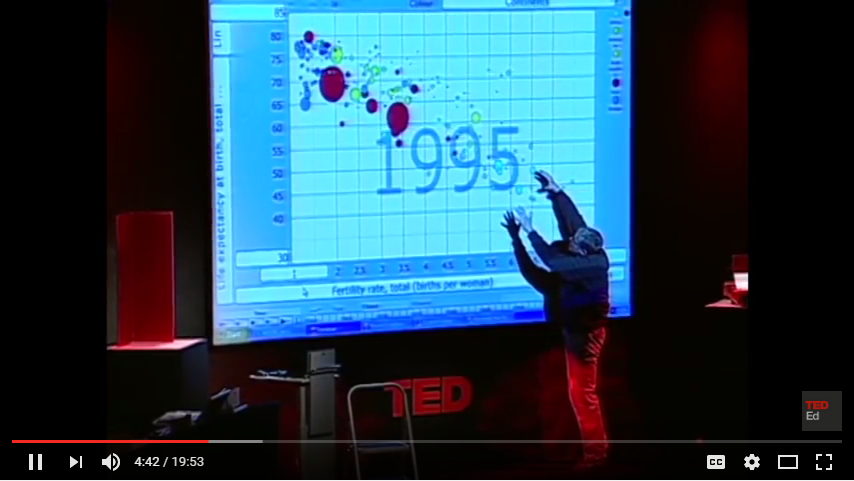 Continents
85
Lin
80
75
70
65
60
55
50
45
40
30
1995
Life expectancy at birth, total ...
1 2 2.5 3 3.5 4 4.5 5 5.5 6
Fertility rate, total (births per woman)
TED
TED
Ed
4:42 / 19:53
CC